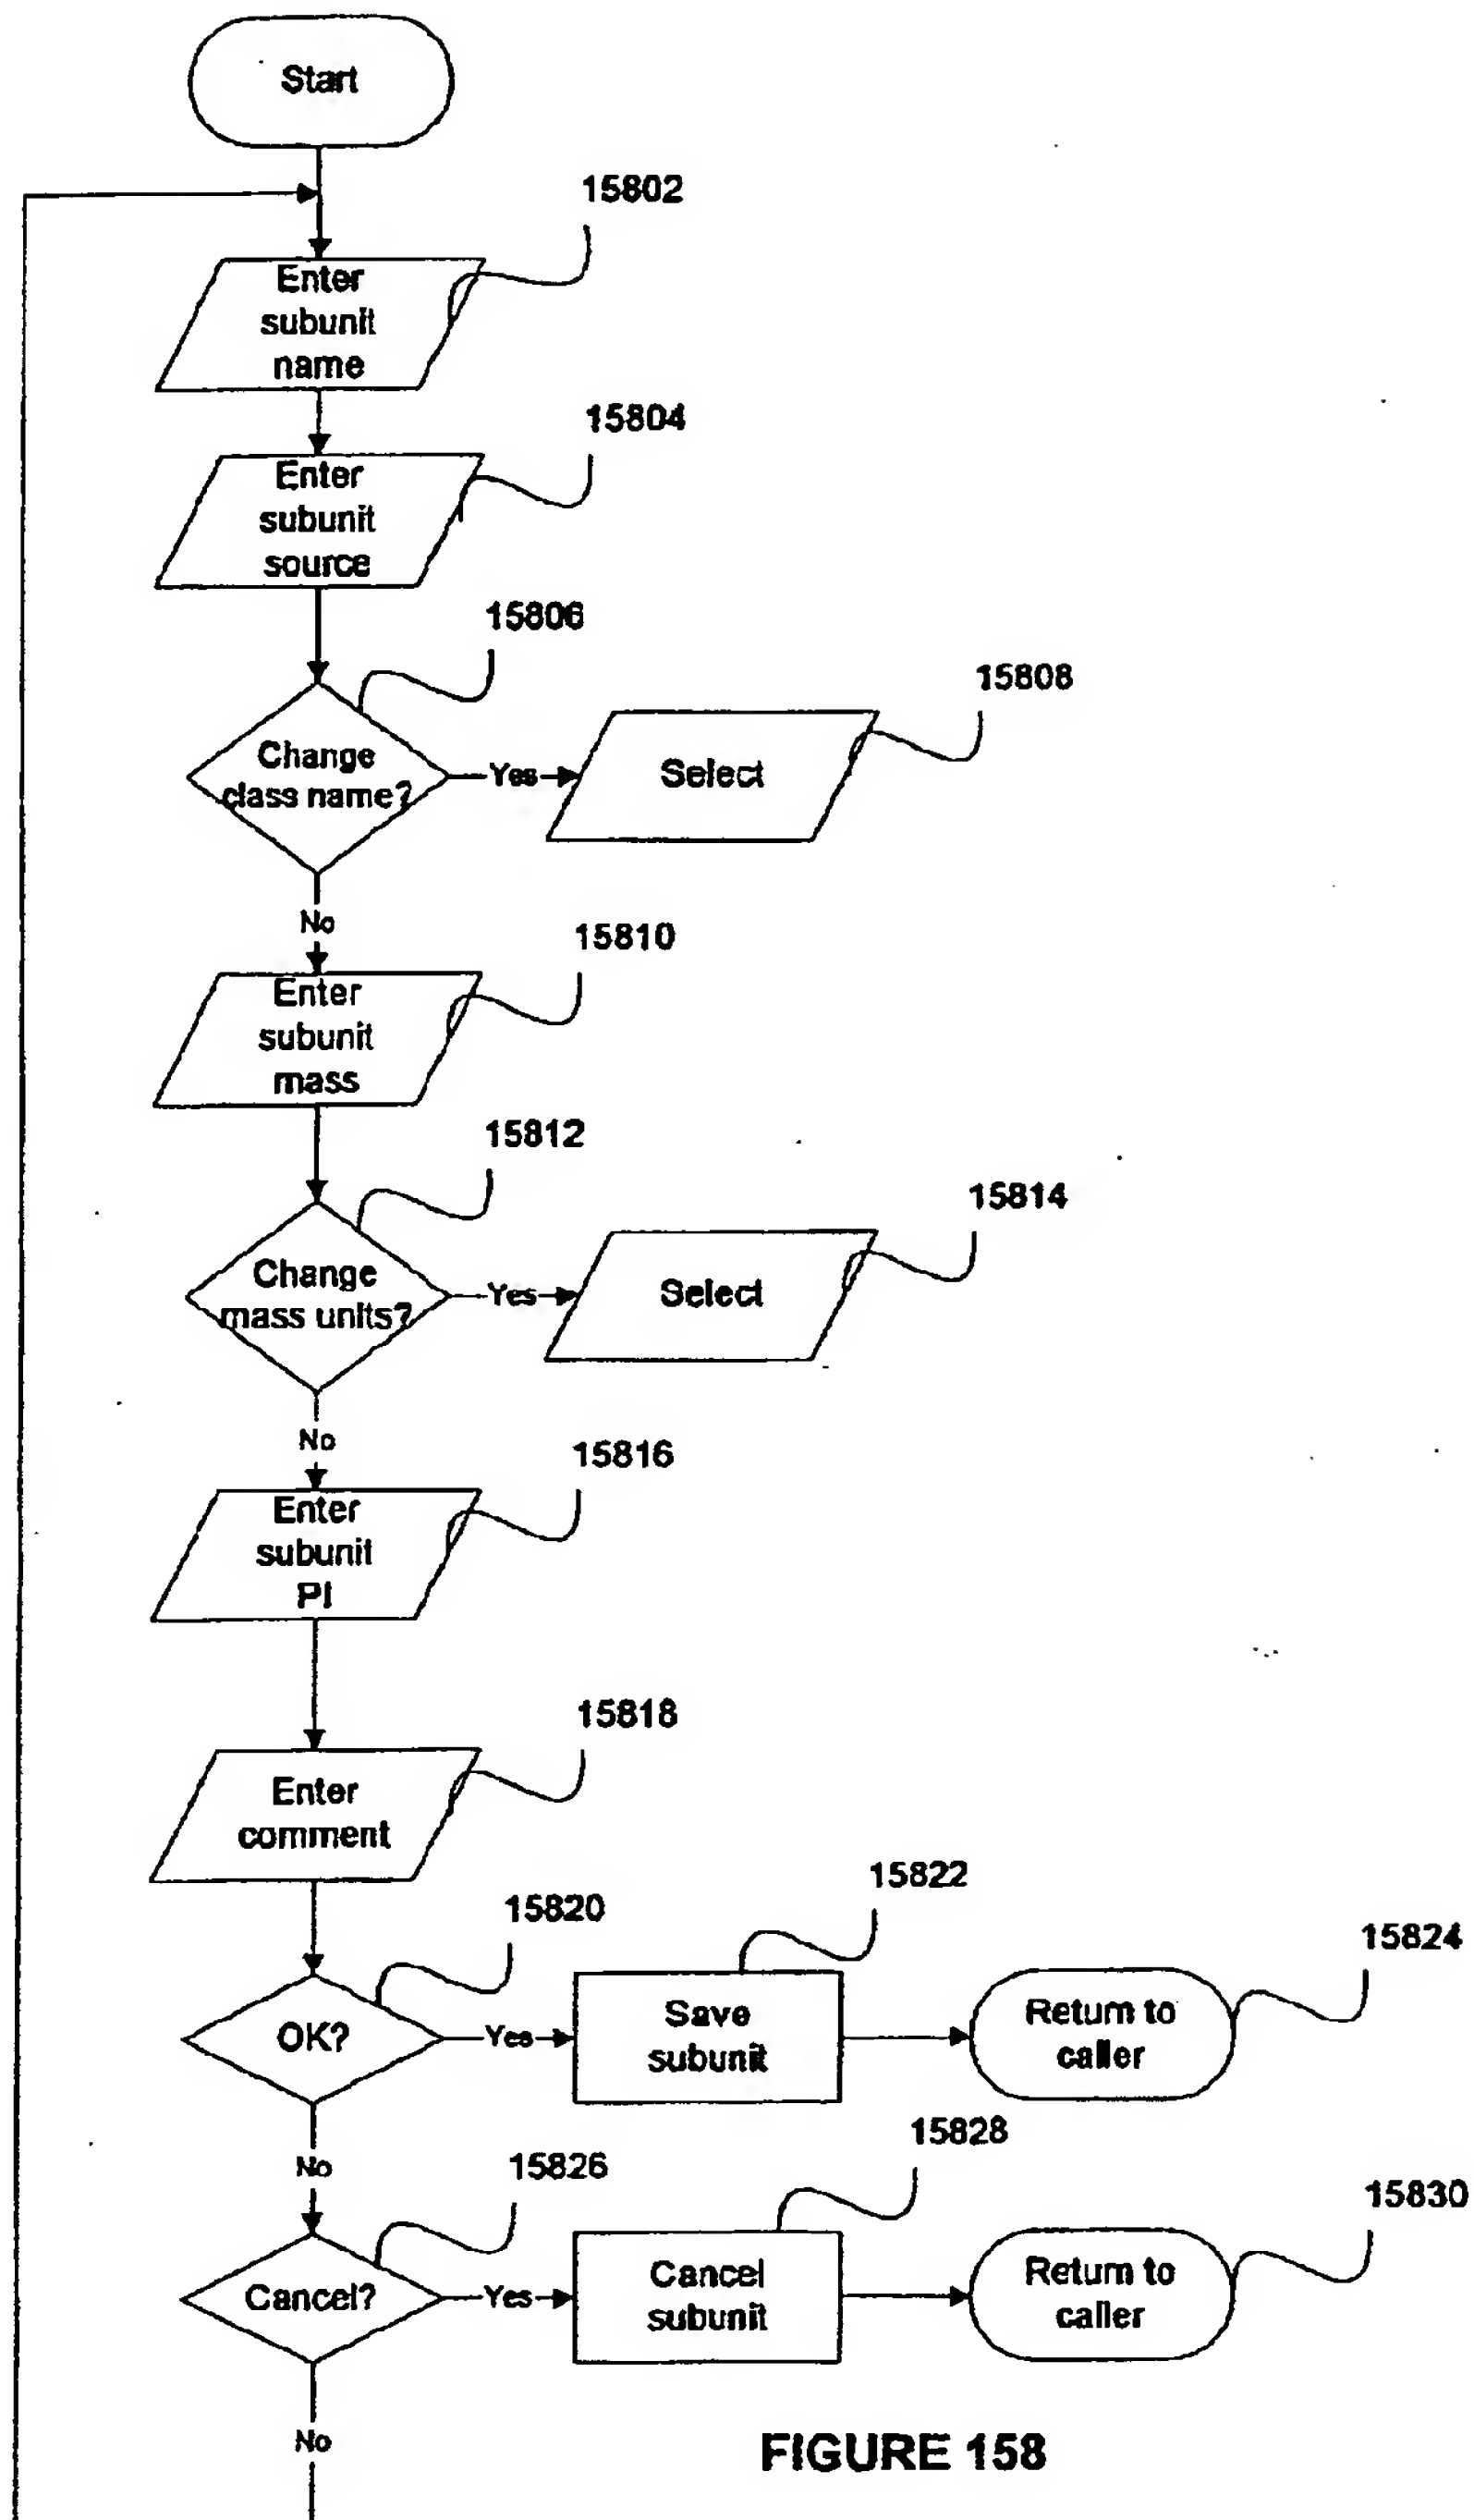 Start
15802
Enter
subunit
name
15804
Enter
subunit
source
15806
15808
Change
class name?
Yes
Select
No
15810
Enter
subunit
mass
15812
15814
Change
mass units?
Yes
Select
No
15816
Enter
subunit
PI
15818
Enter
comment
15822
15820
15824
OK?
Yes
Save
subunit
Return to
caller
15828
No
15826
15830
Cancel?
Yes
Cancel
subunit
Return to
caller
No
FIGURE 158